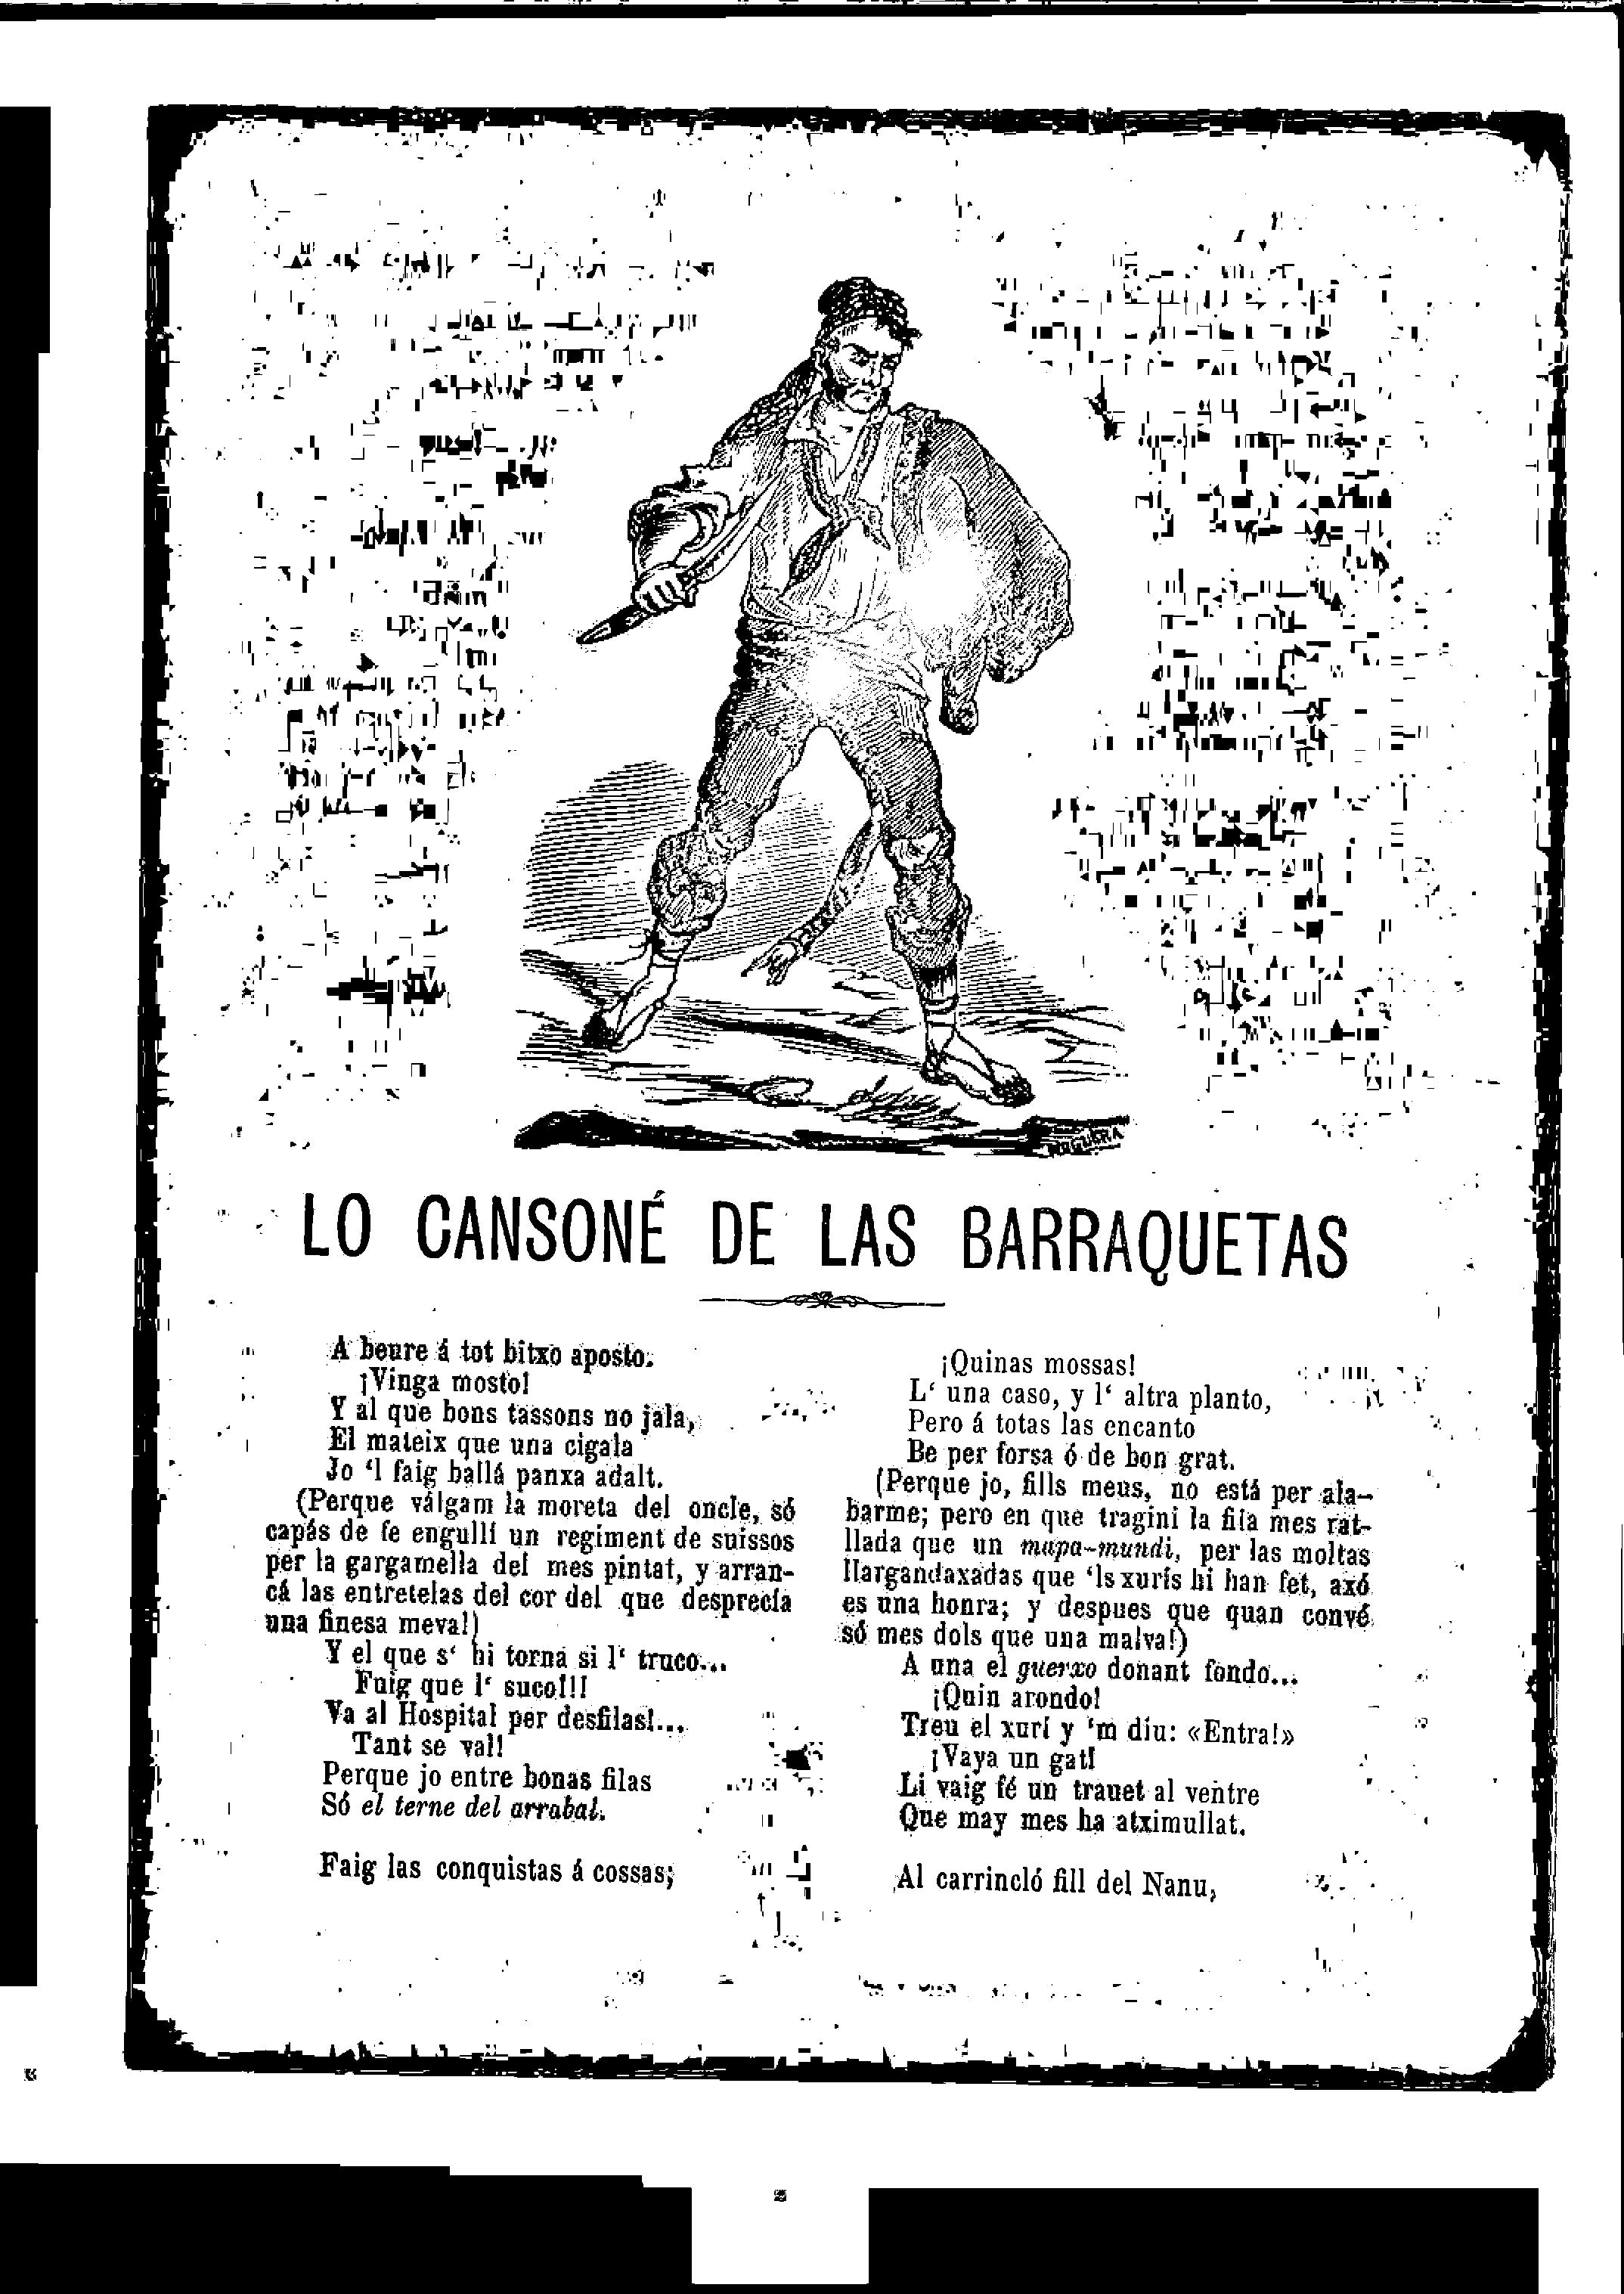 NOGUERA
LO CANSONÉ DE LAS BARRAQUETAS
A beure á tot bitxo aposto.
¡Vinga mosto!
Y al que bons tassons no jala,
El mateix que una cigala
Jo ‘l faig ballá panxa adalt.
(Perque válgam la moreta del oncle, só
capás de fe engullí un regiment de suissos
per la gargamella del mes pintat, y arran-
cá las entretelas del cor del que desprecía
una finesa meva!)
Y el que s‘ hi torna si l‘ truco...
Fuig que l‘ suco!!!
Va al Hospital per desfilas!...
Tant se val!
Perque jo entre bonas filas
Só el terne del arrabal.
Faig las conquistas á cossas;
¡Quinas mossas!
L‘ una caso, y l‘ altra planto,
Pero á totas las encanto
Be per forsa ó de bon grat.
(Perque jo, fills meus, no está per ala-
barme; pero en que tragini la fila mes rat-
llada que un mapa-mundi, per las moltas
llargandaxadas que ‘ls xurís hi han fet, axó
es una honra; y despues que quan convé
só mes dols que una malva!)
A una el guerxo donant fondo...
¡Quin arondo!
Treu el xurí y ‘m diu: «Entra!»
¡Vaya un gat!
Li vaig fé un trauet al ventre
Que may mes ha atximullat.
Al carrincló fill del Nanu,